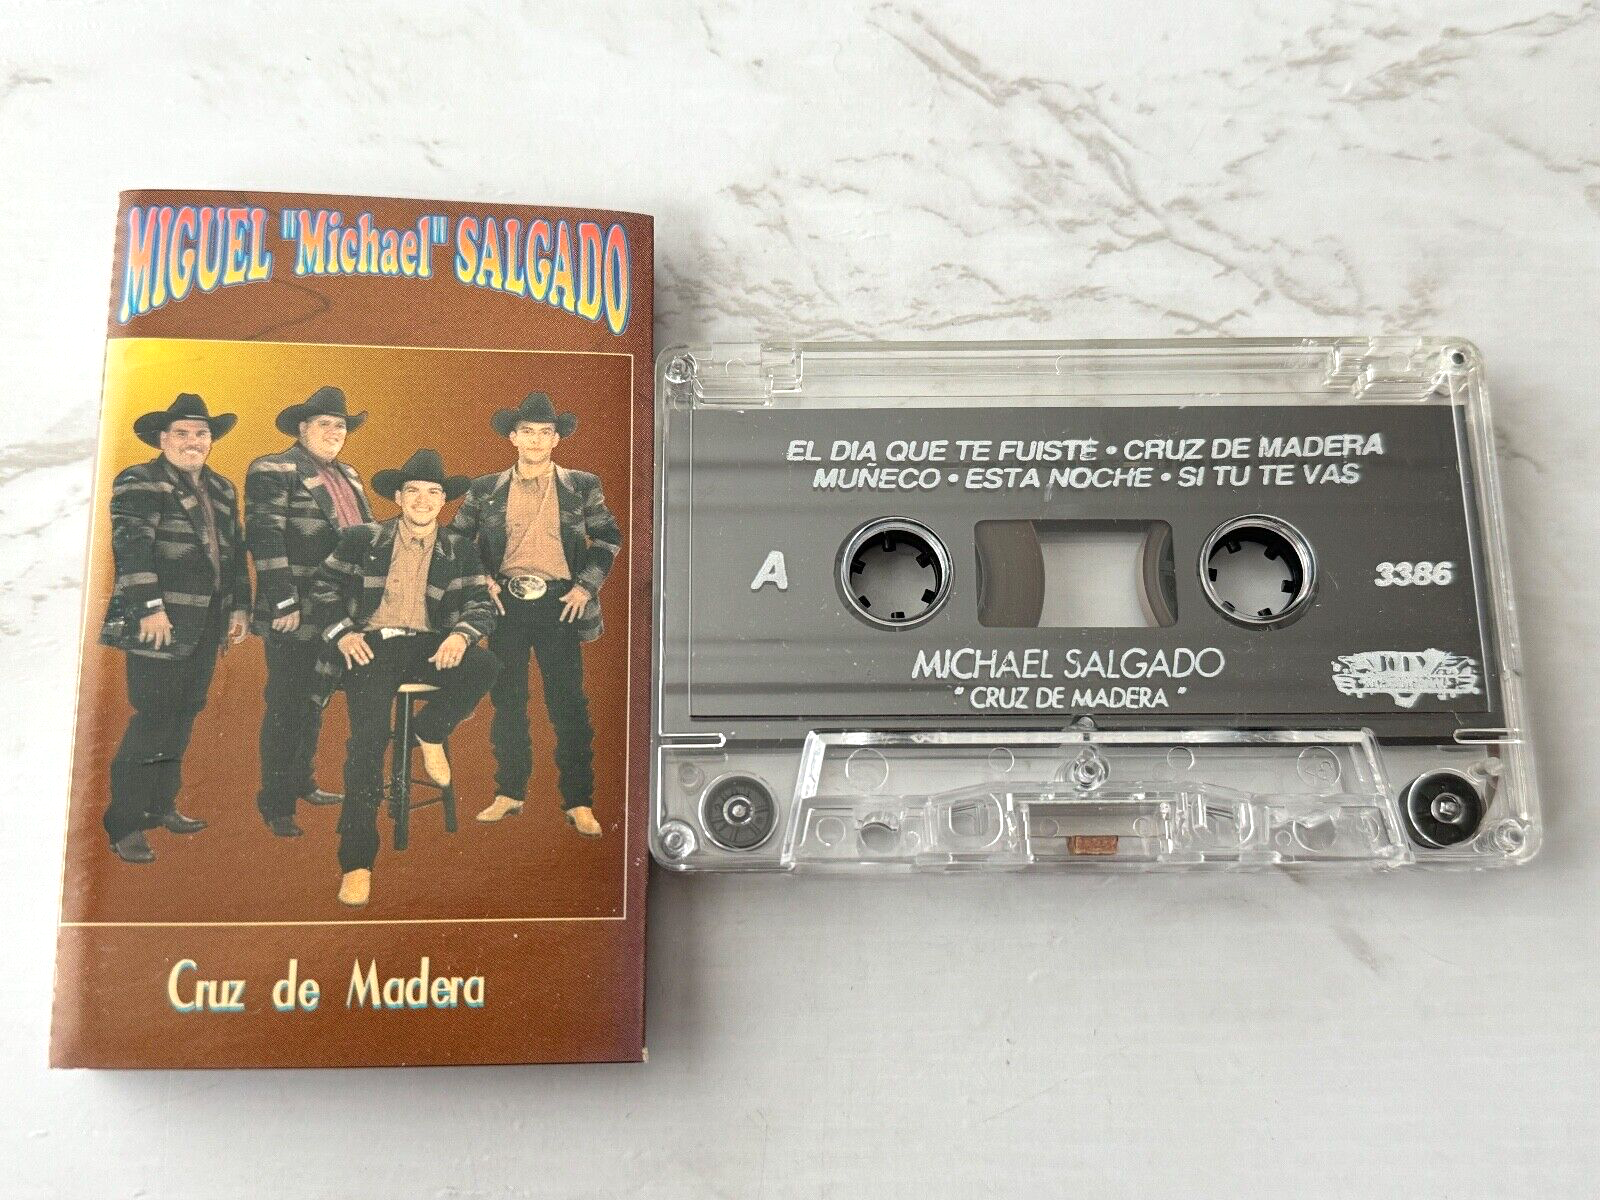 MIGUEL "Michael" SALGADO
Cruz de Madera
EL DIA QUE TE FUISTE • CRUZ DE MADERA
MUÑECO • ESTA NOCHE • SI TU TE VAS
A
3386
MICHAEL SALGADO
" CRUZ DE MADERA "